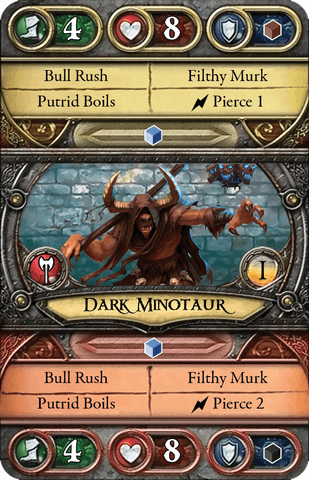 4 8
Bull Rush Filthy Murk
Putrid Boils Pierce 1
Dark Minotaur
I
Bull Rush Filthy Murk
Putrid Boils Pierce 2
4 8